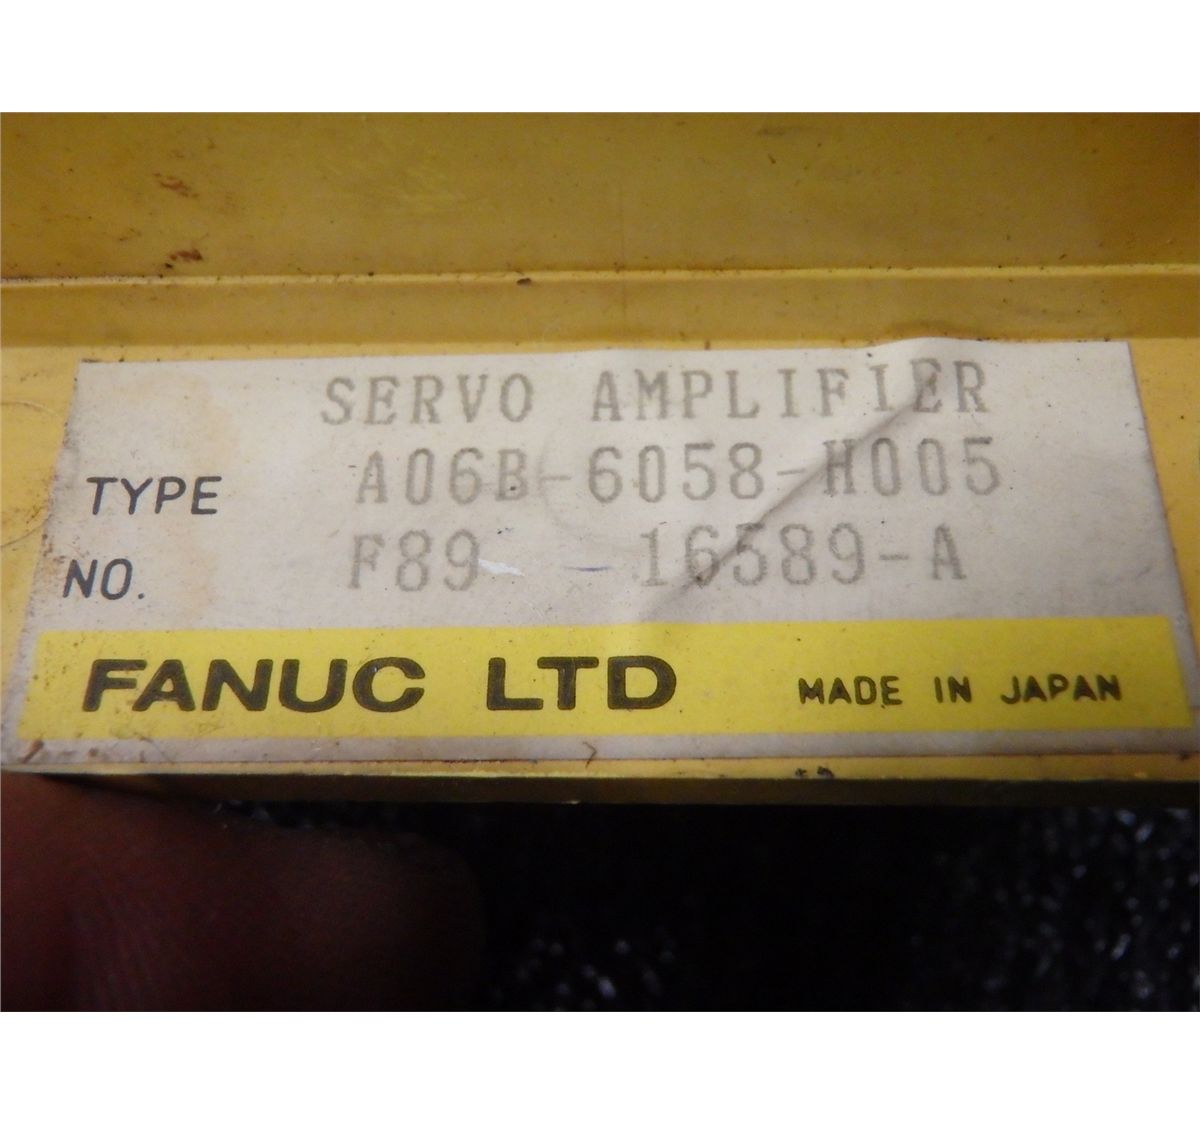 SERVO AMPLIFIER
TYPE A06B-6058-H005
NO. F89 16589-A
FANUC LTD MADE IN JAPAN